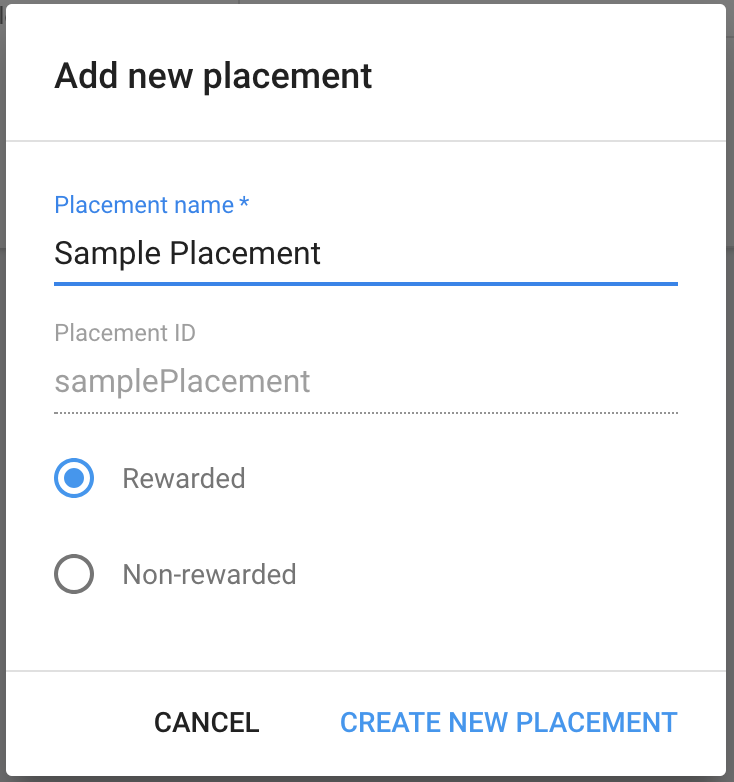 Add new placement
Placement name *
Sample Placement
Placement ID
samplePlacement
Rewarded
Non-rewarded
CANCEL CREATE NEW PLACEMENT